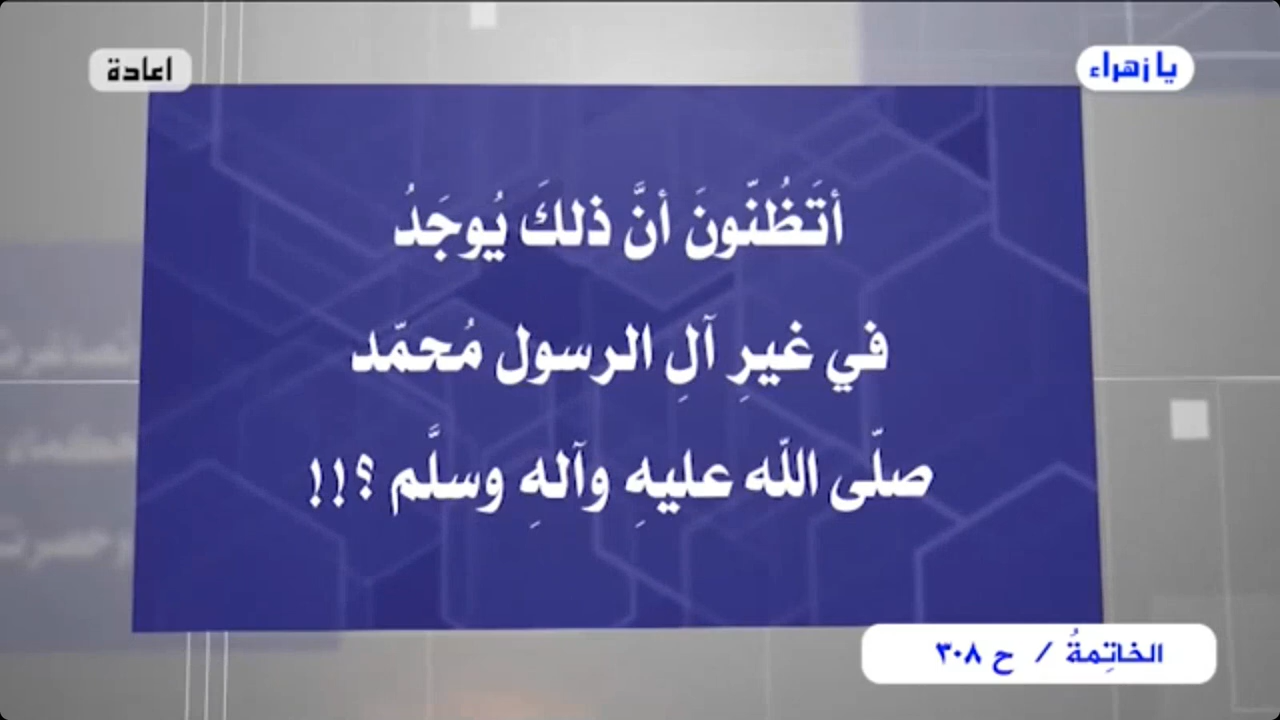 يا زهراء
اعادة
أتَظُنّونَ أنَّ ذلكَ يُوجَدُ
في غيرِ آلِ الرسول مُحمّد
صلّى اللّه عليهِ وآلهِ وسلَّم ؟!!
الخاتِمةُ / ح ٣٠٨